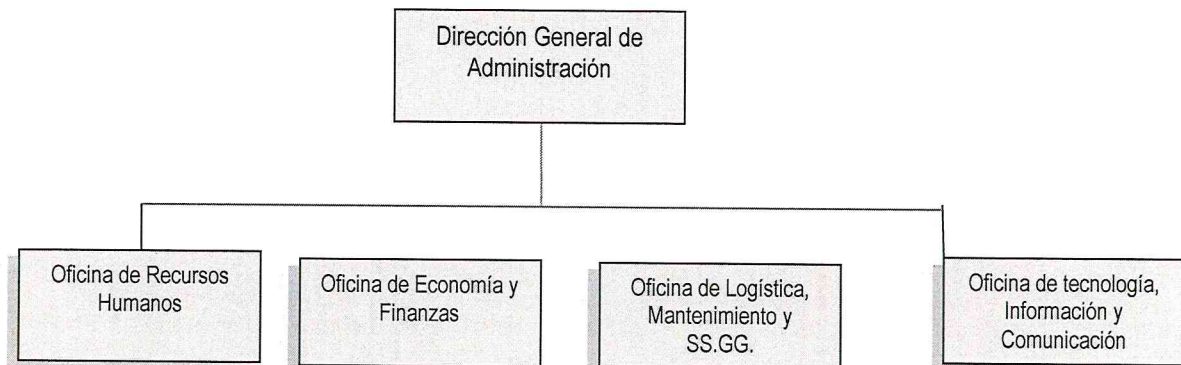 Dirección General de
Administración
Oficina de Recursos
Humanos
Oficina de Economía y
Finanzas
Oficina de Logística,
Mantenimiento y
SS.GG.
Oficina de tecnología,
Información y
Comunicación